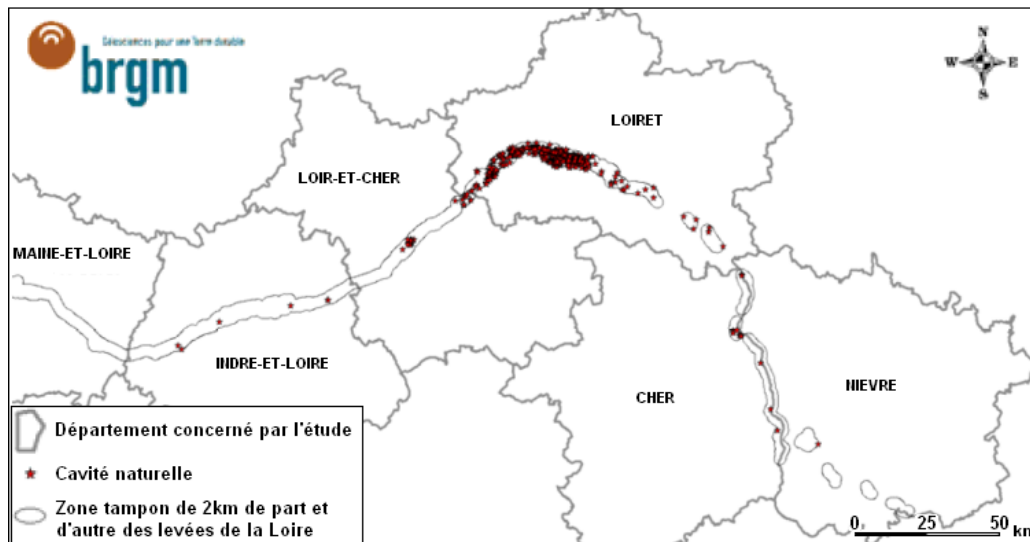 Géosciences pour une Terre durable
brgm
N
W E
S
LOIRET
LOIR-ET-CHER
MAINE-ET-LOIRE
INDRE-ET-LOIRE
CHER
NIEVRE
Département concerné par l'étude
Cavité naturelle
Zone tampon de 2km de part et
d'autre des levées de la Loire
0 25 50
km